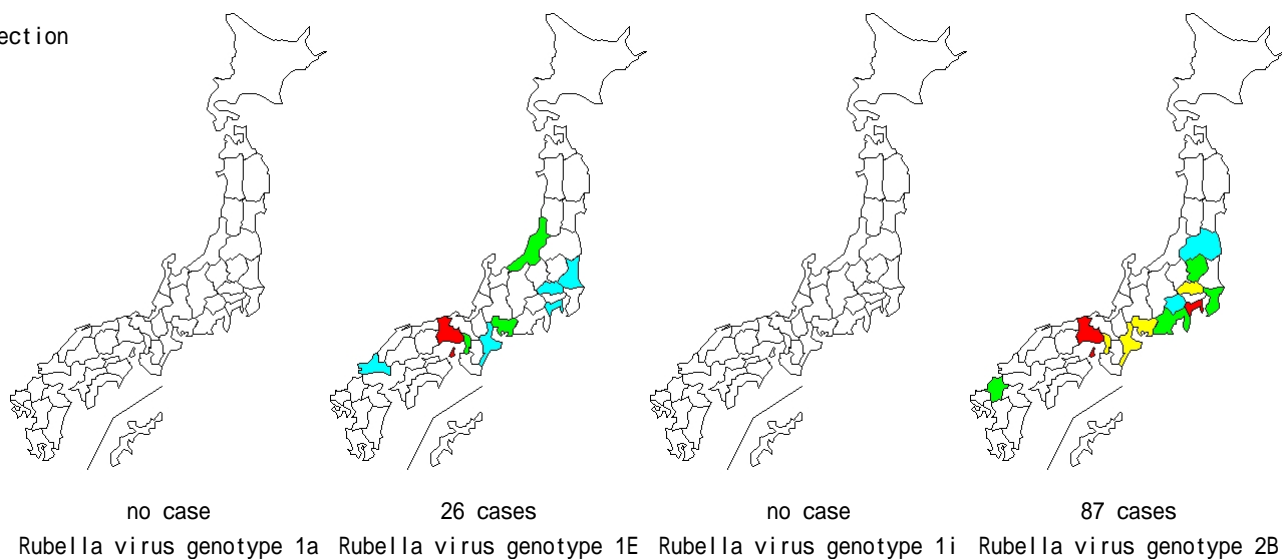 ection
no case
26 cases
no case
87 cases
Rubella virus genotype 1a
Rubella virus genotype 1E
Rubella virus genotype 1i
Rubella virus genotype 2B